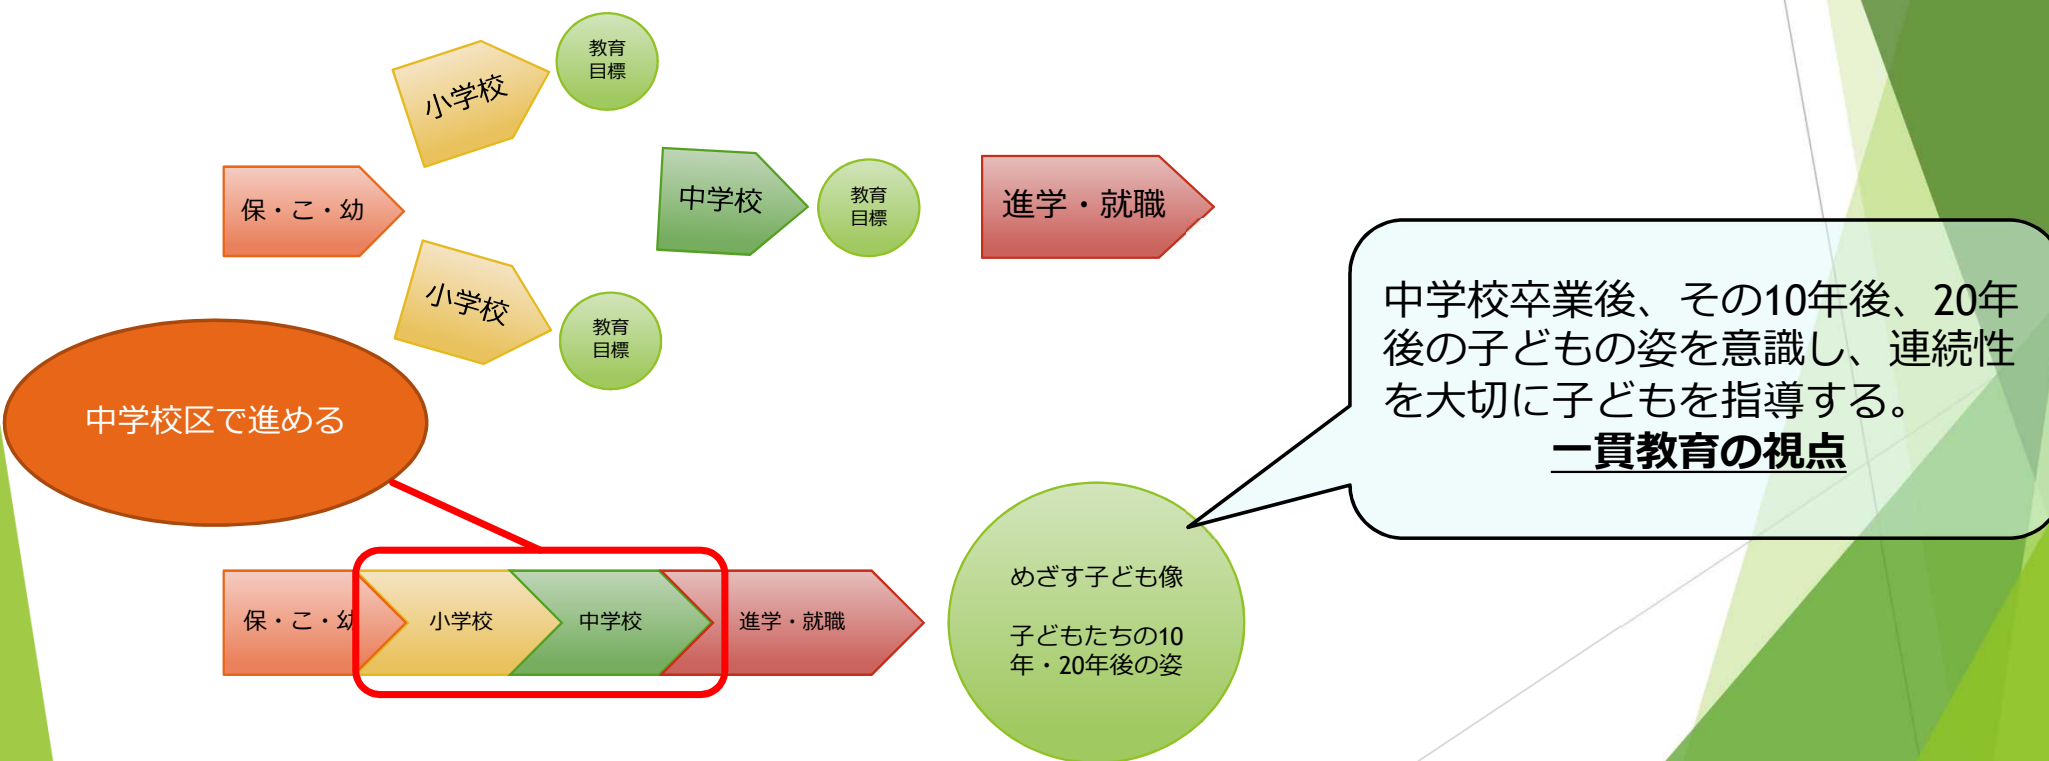 小学校
教育
目標
保・こ・幼
中学校
教育
目標
進学・就職
小学校
教育
目標
中学校区で進める
中学校卒業後、その10年後、20年
後の子どもの姿を意識し、連続性
を大切に子どもを指導する。
一貫教育の視点
保・こ・幼
小学校
中学校
進学・就職
めざす子ども像
子どもたちの10
年・20年後の姿